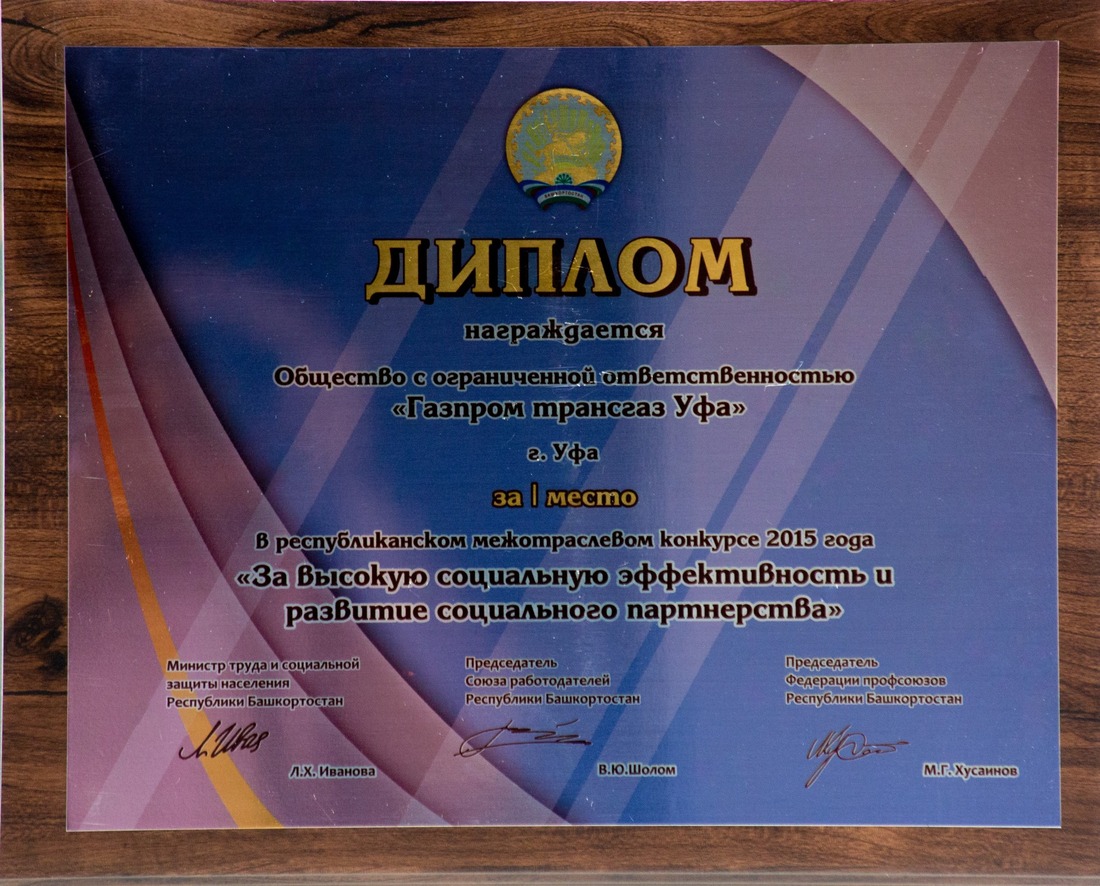 БАШКОРТОСТАН
ДИПЛОМ
награждается
Общество с ограниченной ответственностью
«Газпром трансгаз Уфа»
г. Уфа
за I место
в республиканском межотраслевом конкурсе 2015 года
«За высокую социальную эффективность и
развитие социального партнерства»
Министр труда и социальной
защиты населения
Республики Башкортостан
Л.Х. Иванова
Председатель
Союза работодателей
Республики Башкортостан
В.Ю.Шолом
Председатель
Федерации профсоюзов
Республики Башкортостан
М.Г. Хусаинов